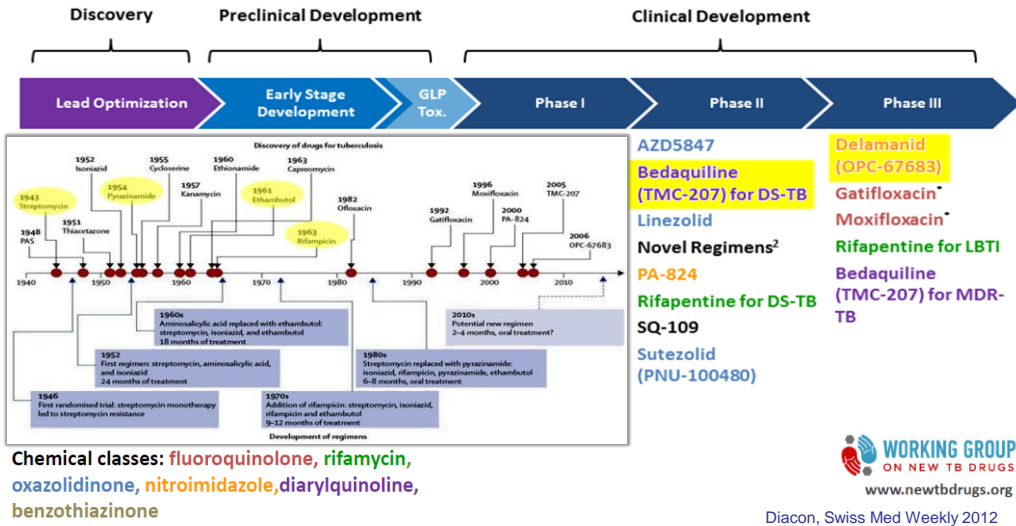 Discovery
Preclinical Development
Clinical Development
Lead Optimization
Early Stage
Development
GLP
Tox.
Phase I
Phase II
Phase III
Discovery of drugs for tuberculosis
1943
Streptomycin
1948
PAS
1951
Thiacetazone
1952
Isoniazid
1954
Pyrazinamide
1955
Cycloserine
1957
Kanamycin
1960
Ethionamide
1961
Ethambutol
1963
Capreomycin
1963
Rifampicin
1982
Ofloxacin
1992
Gatifloxacin
1996
Moxifloxacin
2000
PA-824
2005
TMC-207
2006
OPC-67683
1940
1950
1960
1970
1980
1990
2000
2010
1960s
Aminosalicylic acid replaced with ethambutol:
streptomycin, isoniazid, and ethambutol
18 months of treatment
2010s
Potential new regimen
2–4 months, oral treatment?
1952
First regimen: streptomycin, aminosalicylic acid,
and isoniazid
24 months of treatment
1980s
Streptomycin replaced with pyrazinamide:
isoniazid, rifampicin, pyrazinamide, ethambutol
6–8 months, oral treatment
1946
First randomised trial: streptomycin monotherapy
led to streptomycin resistance
1970s
Addition of rifampicin: streptomycin, isoniazid,
rifampicin and ethambutol
9–12 months of treatment
Development of regimens
AZD5847
Bedaquiline
(TMC-207) for DS-TB
Linezolid
Novel Regimens²
PA-824
Rifapentine for DS-TB
SQ-109
Sutezolid
(PNU-100480)
Delamanid
(OPC-67683)
Gatifloxacin*
Moxifloxacin*
Rifapentine for LBTI
Bedaquiline
(TMC-207) for MDR-
TB
Chemical classes: fluoroquinolone, rifamycin,
oxazolidinone, nitroimidazole,diarylquinoline,
benzothiazinone
WORKING GROUP
ON NEW TB DRUGS
www.newtbdrugs.org
Diacon, Swiss Med Weekly 2012